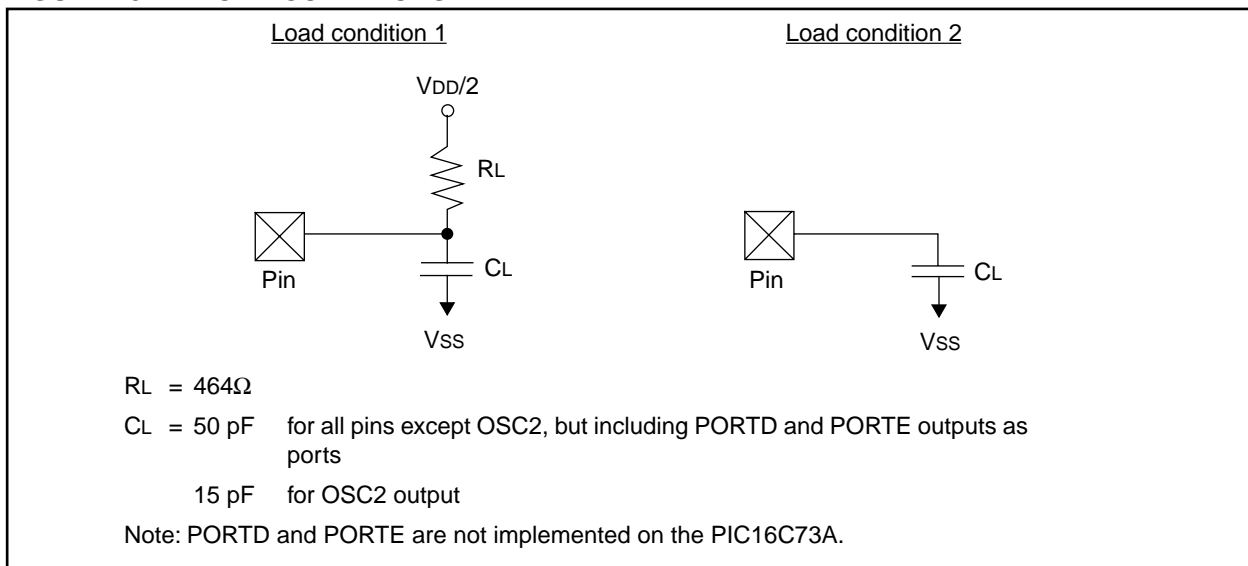 Load condition 1
Load condition 2
VDD/2
RL
Pin
CL
VSS
Pin
CL
VSS
RL = 464Ω
CL = 50 pF for all pins except OSC2, but including PORTD and PORTE outputs as
ports
15 pF for OSC2 output
Note: PORTD and PORTE are not implemented on the PIC16C73A.